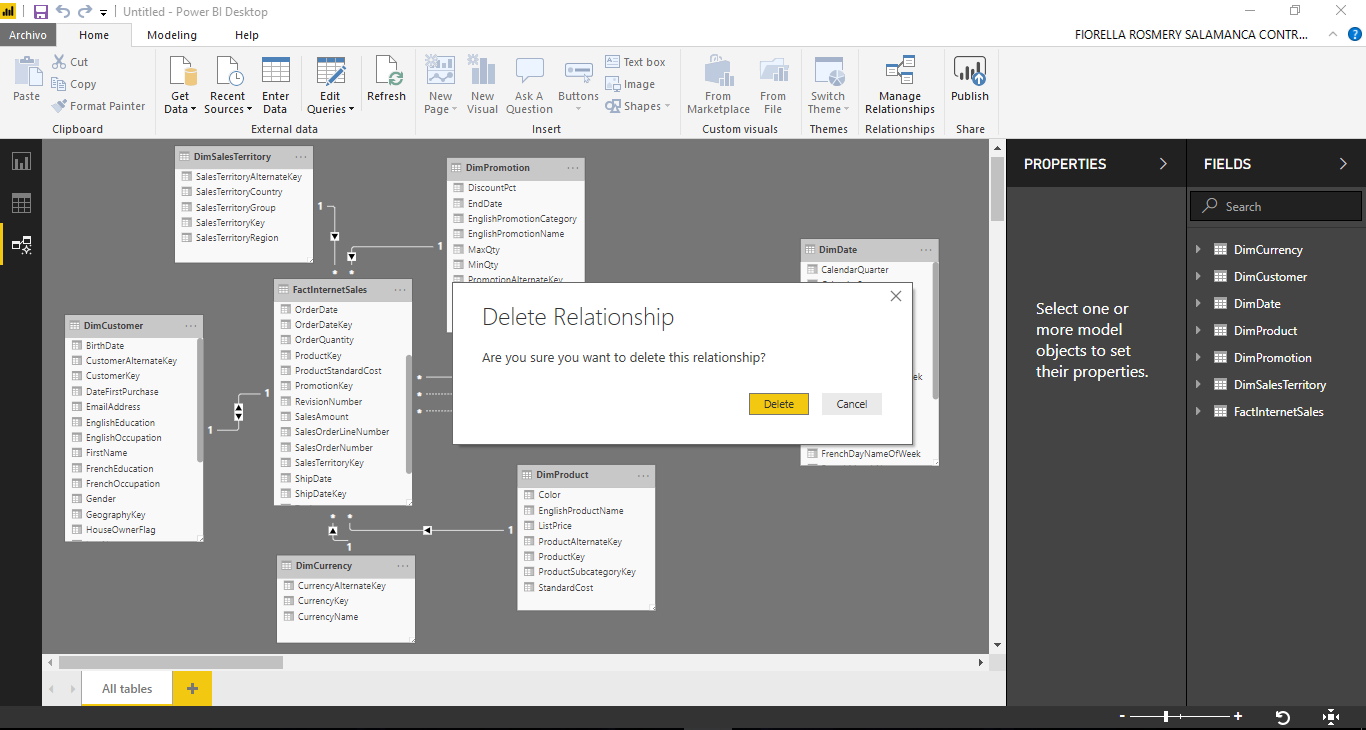 Untitled - Power BI Desktop
Archivo
Home
Modeling
Help
FIORELLA ROSMERY SALAMANCA CONTR...
?
Paste
Cut
Copy
Format Painter
Clipboard
Get
Data
Recent
Sources
Enter
Data
Edit
Queries
Refresh
External data
New
Page
New
Visual
Ask A
Question
Buttons
Text box
Image
Shapes
Insert
From
Marketplace
From
File
Custom visuals
Switch
Theme
Themes
Manage
Relationships
Relationships
Publish
Share
DimSalesTerritory
SalesTerritoryAlternateKey
SalesTerritoryCountry
SalesTerritoryGroup
SalesTerritoryKey
SalesTerritoryRegion
1
*
*
1
DimPromotion
DiscountPct
EndDate
EnglishPromotionCategory
EnglishPromotionName
MaxQty
MinQty
PromotionAlternateKey
DimDate
CalendarQuarter
ek
FrenchDayNameOfWeek
FactInternetSales
OrderDate
OrderDateKey
OrderQuantity
ProductKey
ProductStandardCost
PromotionKey
RevisionNumber
SalesAmount
SalesOrderLineNumber
SalesOrderNumber
SalesTerritoryKey
ShipDate
ShipDateKey
*
*
*
DimCustomer
BirthDate
CustomerAlternateKey
CustomerKey
DateFirstPurchase
EmailAddress
EnglishEducation
EnglishOccupation
FirstName
FrenchEducation
FrenchOccupation
Gender
GeographyKey
HouseOwnerFlag
1
1
Delete Relationship
Are you sure you want to delete this relationship?
Delete
Cancel
DimProduct
Color
EnglishProductName
ListPrice
ProductAlternateKey
ProductKey
ProductSubcategoryKey
StandardCost
*
*
1
1
DimCurrency
CurrencyAlternateKey
CurrencyKey
CurrencyName
PROPERTIES
Select one or
more model
objects to set
their properties.
FIELDS
Search
DimCurrency
DimCustomer
DimDate
DimProduct
DimPromotion
DimSalesTerritory
FactInternetSales
All tables
+
- +